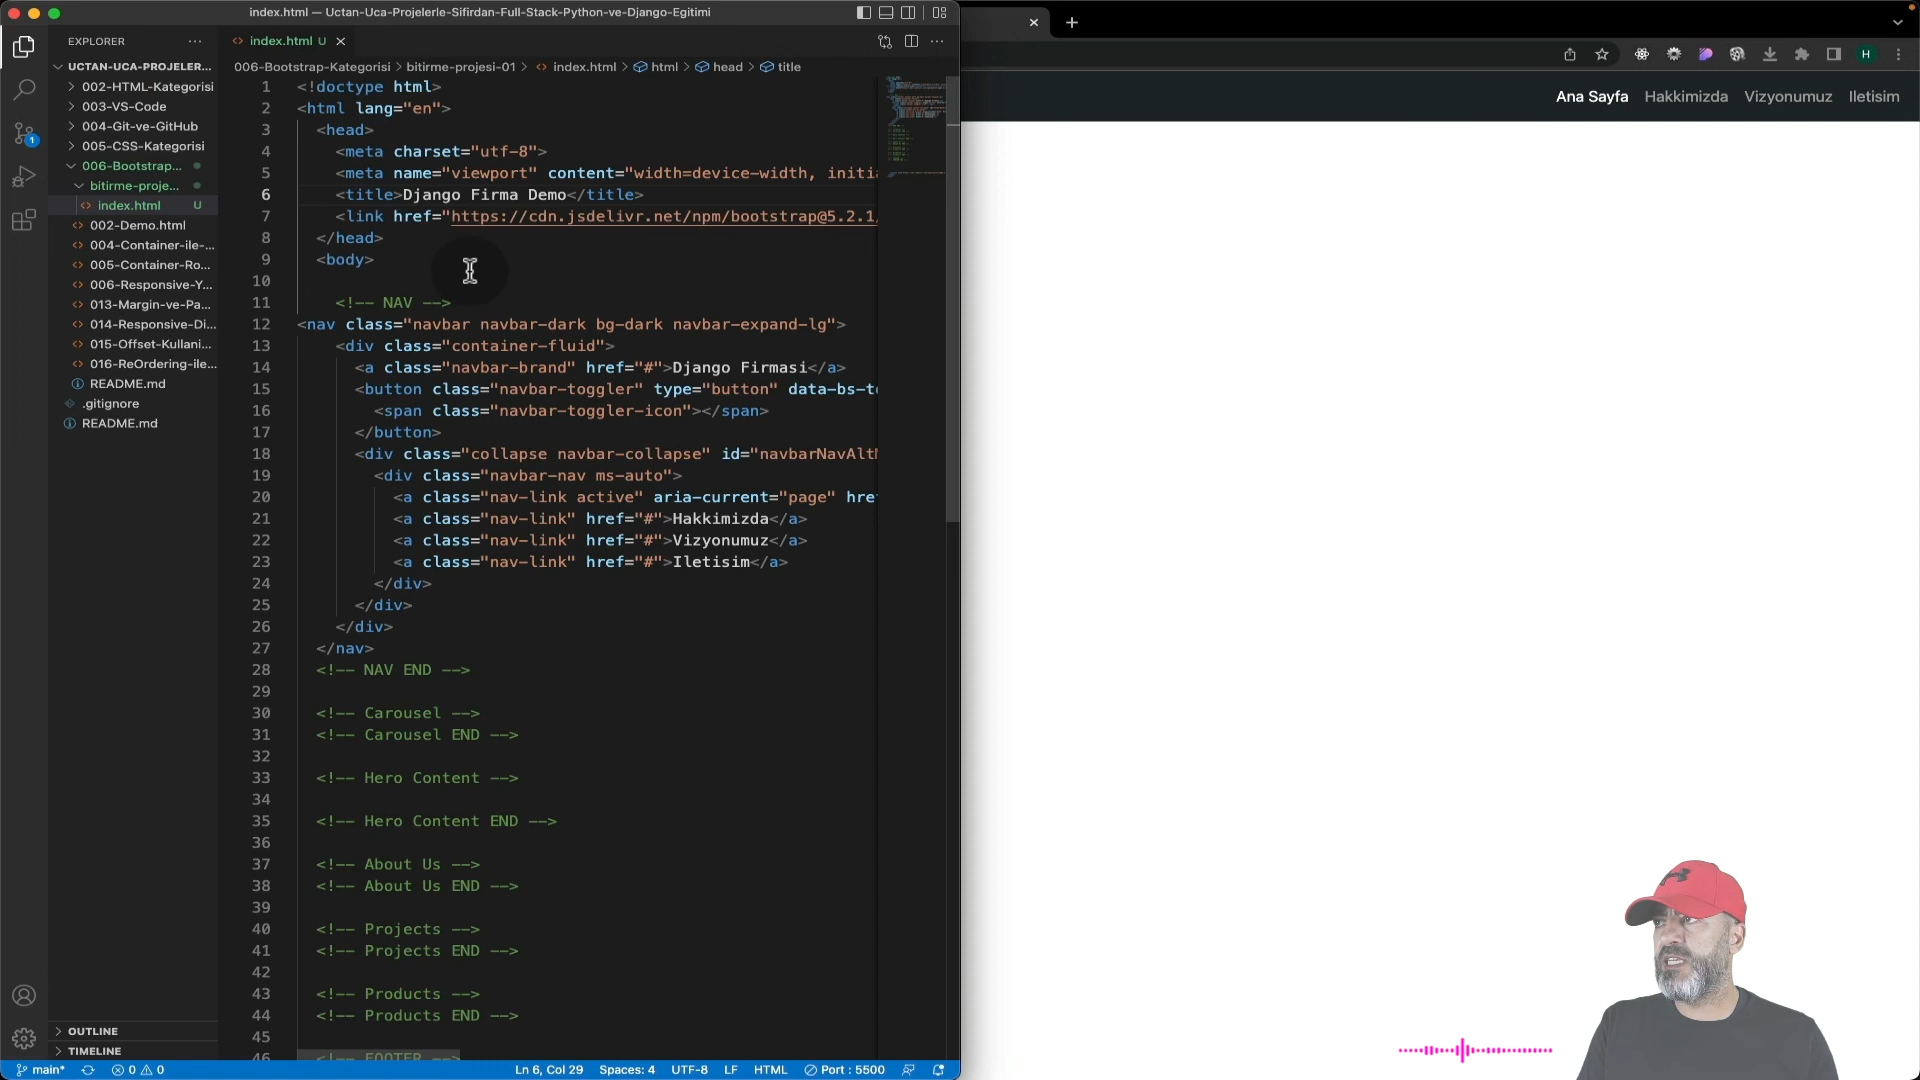 index.html — Uctan-Uca-Projelerle-Sifirdan-Full-Stack-Python-ve-Django-Egitimi
EXPLORER
index.html U
UCTAN-UCA-PROJELER...
006-Bootstrap-Kategorisi > bitirme-projesi-01 > index.html > html > head > title
002-HTML-Kategorisi
003-VS-Code
004-Git-ve-GitHub
005-CSS-Kategorisi
006-Bootstrap...
bitirme-proje...
index.html U
002-Demo.html
004-Container-ile-...
005-Container-Ro...
006-Responsive-Y...
013-Margin-ve-Pa...
014-Responsive-Di...
015-Offset-Kullani...
016-ReOrdering-ile...
README.md
.gitignore
README.md
OUTLINE
TIMELINE
1 <!doctype html>
2 <html lang="en">
3 <head>
4 <meta charset="utf-8">
5 <meta name="viewport" content="width=device-width, initia
6 <title>Django Firma Demo</title>
7 <link href="https://cdn.jsdelivr.net/npm/bootstrap@5.2.1/
8 </head>
9 <body>
10
11 <!-- NAV -->
12 <nav class="navbar navbar-dark bg-dark navbar-expand-lg">
13 <div class="container-fluid">
14 <a class="navbar-brand" href="#">Django Firmasi</a>
15 <button class="navbar-toggler" type="button" data-bs-to
16 <span class="navbar-toggler-icon"></span>
17 </button>
18 <div class="collapse navbar-collapse" id="navbarNavAlt
19 <div class="navbar-nav ms-auto">
20 <a class="nav-link active" aria-current="page" hre
21 <a class="nav-link" href="#">Hakkimizda</a>
22 <a class="nav-link" href="#">Vizyonumuz</a>
23 <a class="nav-link" href="#">Iletisim</a>
24 </div>
25 </div>
26 </div>
27 </nav>
28 <!-- NAV END -->
29
30 <!-- Carousel -->
31 <!-- Carousel END -->
32
33 <!-- Hero Content -->
34
35 <!-- Hero Content END -->
36
37 <!-- About Us -->
38 <!-- About Us END -->
39
40 <!-- Projects -->
41 <!-- Projects END -->
42
43 <!-- Products -->
44 <!-- Products END -->
45
46 <!-- FOOTER -->
main* 0 0 Ln 6, Col 29 Spaces: 4 UTF-8 LF HTML Port : 5500
1
H
Ana Sayfa Hakkimizda Vizyonumuz Iletisim